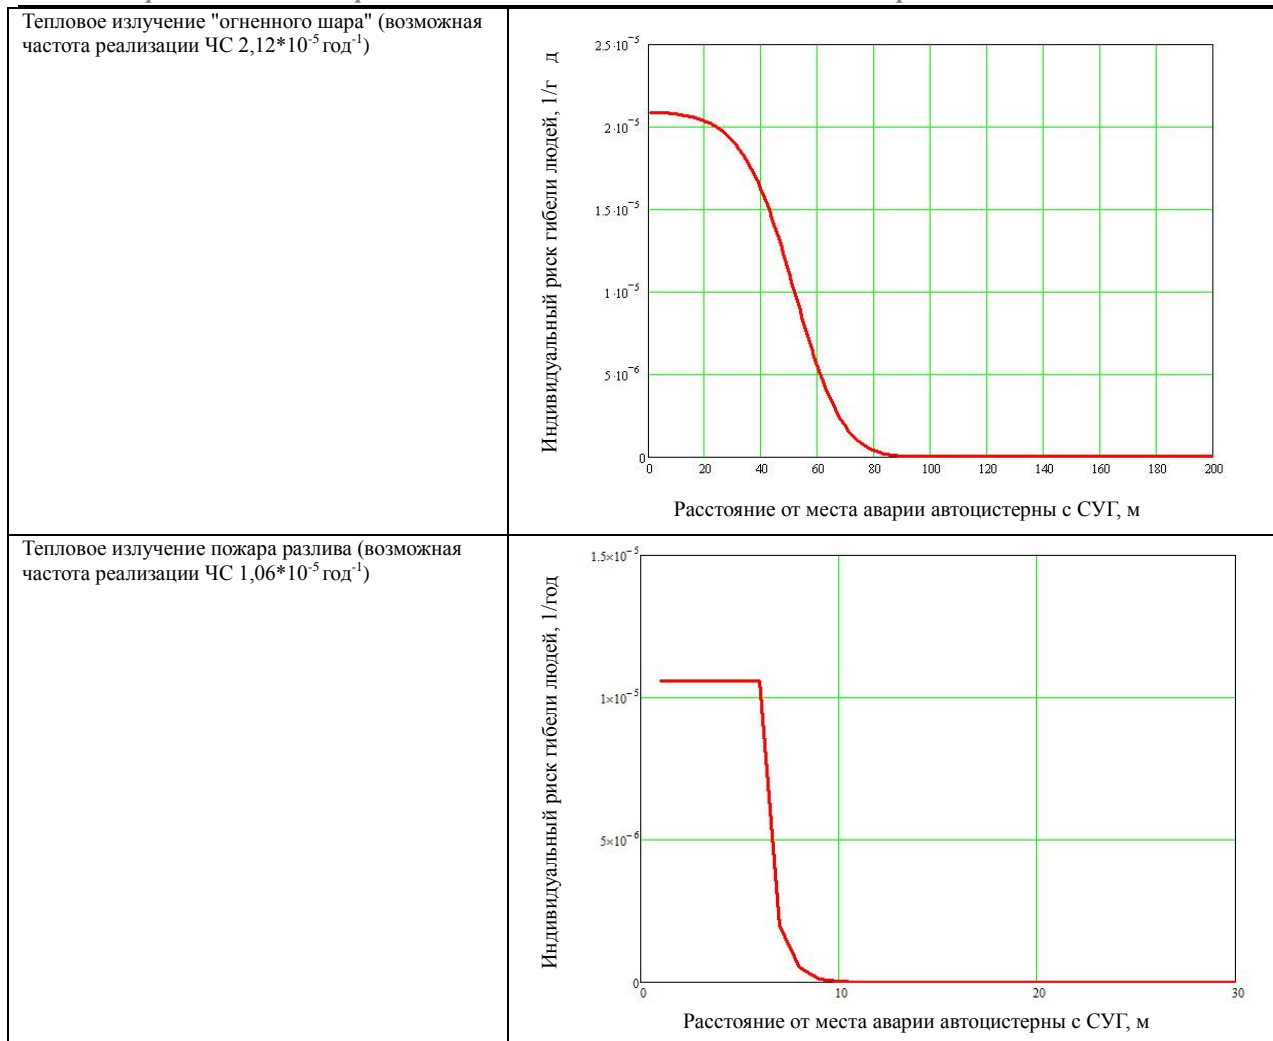 Тепловое излучение "огненного шара" (возможная
частота реализации ЧС 2,12*10-5 год-1)
Индивидуальный риск гибели людей, 1/г д
2.5·10-5
2·10-5
1.5·10-5
1·10-5
5·10-6
0
0 20 40 60 80 100 120 140 160 180 200
Расстояние от места аварии автоцистерны с СУГ, м
Тепловое излучение пожара разлива (возможная
частота реализации ЧС 1,06*10-5 год-1)
Индивидуальный риск гибели людей, 1/год
1.5×10-5
1×10-5
5×10-6
0
0 10 20 30
Расстояние от места аварии автоцистерны с СУГ, м